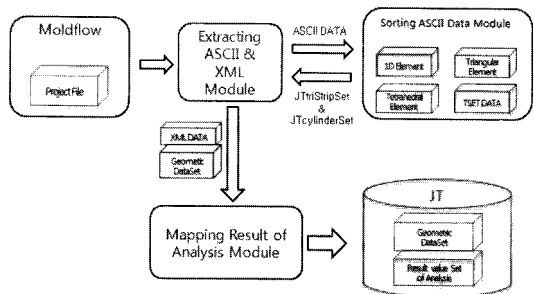 Moldflow
Project File
Extracting
ASCII &
XML
Module
ASCII DATA
JTtriStripSet
&
JTcylinderSet
Sorting ASCII Data Module
1D Element
Triangular
Element
Tetrahedral
Element
TSET DATA
XML DATA
Geometric
DataSet
Mapping Result of
Analysis Module
JT
Geometric
DataSet
Result value Set
of Analysis